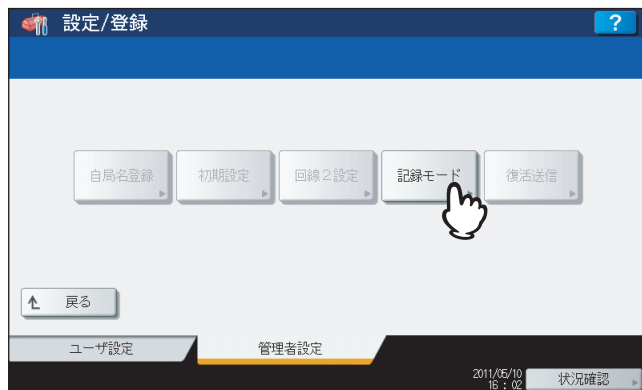 設定/登録
?
自局名登録
初期設定
回線2設定
記録モード
復活送信
戻る
ユーザ設定
管理者設定
2011/05/10
16 : 02
状況確認